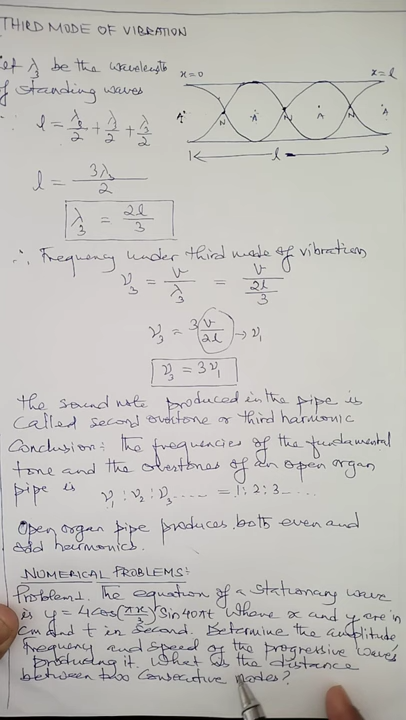 THIRD MODE OF VIBRATION
Let λ₃ be the wavelength
of standing waves
x=0 x=l
∴ l = λ₃/2 + λ₃/2 + λ₃/2
A N A N A N A
l
l = 3λ₃/2
λ₃ = 2l/3
∴ Frequency under third mode of vibration
ν₃ = v/λ₃ = v/(2l/3)
ν₃ = 3 v/2l → ν₁
ν₃ = 3ν₁
The sound note produced in the pipe is
called second overtone or third harmonic
Conclusion: The frequencies of the fundamental
tone and the overtones of an open organ
pipe is ν₁ : ν₂ : ν₃ ..... = 1 : 2 : 3 ....
Open organ pipe produces both even and
odd harmonics.
NUMERICAL PROBLEMS:
Problem1. The equation of a stationary wave
is y = 4cos(πx/3) sin 40πt where x and y are in
cm and t in second. Determine the amplitude
frequency and speed of the progressive waves
producing it. What is the distance
between two consecutive nodes?